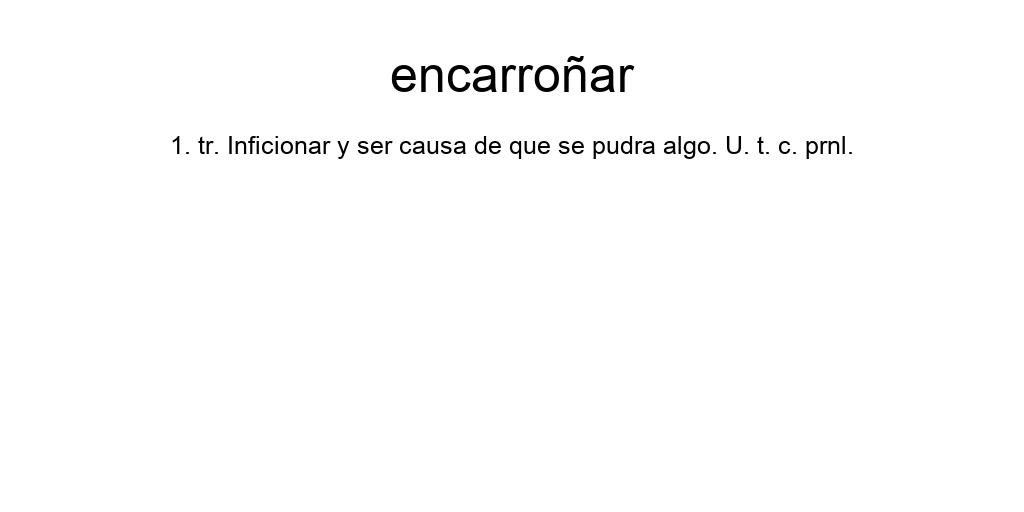 encarroñar
1. tr. Inficionar y ser causa de que se pudra algo. U. t. c. prnl.